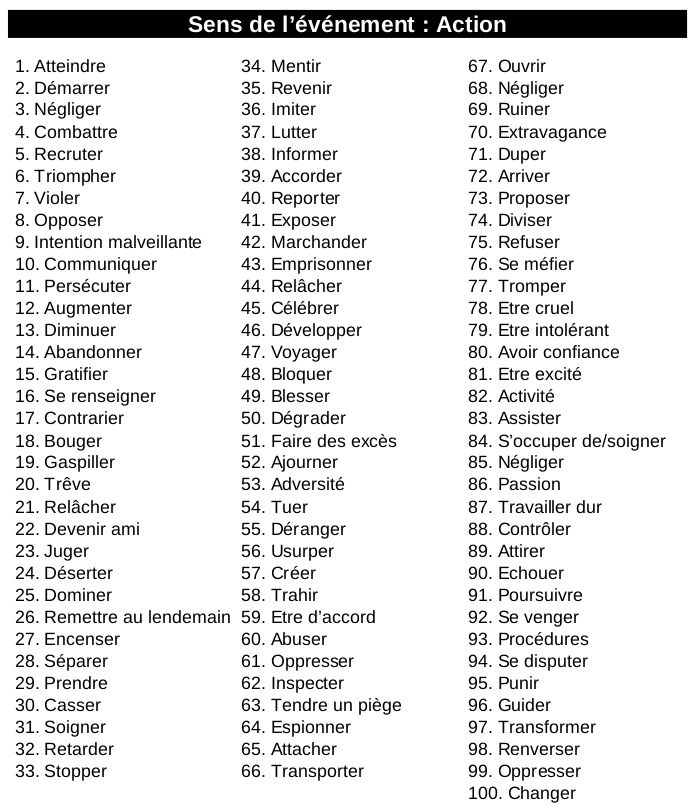 Sens de l’événement : Action
1. Atteindre
2. Démarrer
3. Négliger
4. Combattre
5. Recruter
6. Triompher
7. Violer
8. Opposer
9. Intention malveillante
10. Communiquer
11. Persécuter
12. Augmenter
13. Diminuer
14. Abandonner
15. Gratifier
16. Se renseigner
17. Contrarier
18. Bouger
19. Gaspiller
20. Trêve
21. Relâcher
22. Devenir ami
23. Juger
24. Déserter
25. Dominer
26. Remettre au lendemain
27. Encenser
28. Séparer
29. Prendre
30. Casser
31. Soigner
32. Retarder
33. Stopper
34. Mentir
35. Revenir
36. Imiter
37. Lutter
38. Informer
39. Accorder
40. Reporter
41. Exposer
42. Marchander
43. Emprisonner
44. Relâcher
45. Célébrer
46. Développer
47. Voyager
48. Bloquer
49. Blesser
50. Dégrader
51. Faire des excès
52. Ajourner
53. Adversité
54. Tuer
55. Déranger
56. Usurper
57. Créer
58. Trahir
59. Etre d’accord
60. Abuser
61. Oppresser
62. Inspecter
63. Tendre un piège
64. Espionner
65. Attacher
66. Transporter
67. Ouvrir
68. Négliger
69. Ruiner
70. Extravagance
71. Duper
72. Arriver
73. Proposer
74. Diviser
75. Refuser
76. Se méfier
77. Tromper
78. Etre cruel
79. Etre intolérant
80. Avoir confiance
81. Etre excité
82. Activité
83. Assister
84. S’occuper de/soigner
85. Négliger
86. Passion
87. Travailler dur
88. Contrôler
89. Attirer
90. Echouer
91. Poursuivre
92. Se venger
93. Procédures
94. Se disputer
95. Punir
96. Guider
97. Transformer
98. Renverser
99. Oppresser
100. Changer